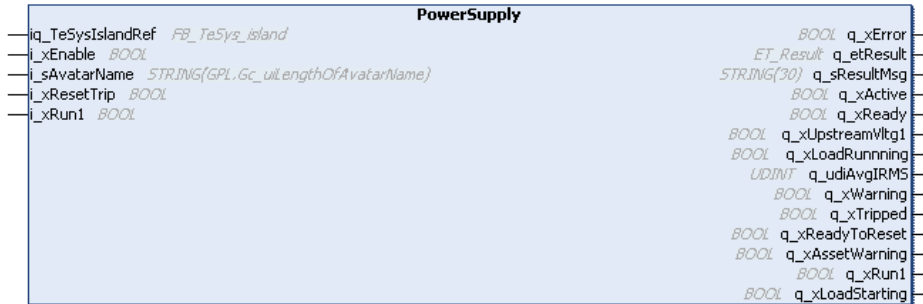 PowerSupply
iq_TeSysIslandRef FB_TeSys_island BOOL q_xError
i_xEnable BOOL ET_Result q_etResult
i_sAvatarName STRING(GPL.Gc_uiLengthOfAvatarName) STRING(30) q_sResultMsg
i_xResetTrip BOOL BOOL q_xActive
i_xRun1 BOOL BOOL q_xReady
BOOL q_xUpstreamVltg1
BOOL q_xLoadRunnning
UDINT q_udiAvgIRMS
BOOL q_xWarning
BOOL q_xTripped
BOOL q_xReadyToReset
BOOL q_xAssetWarning
BOOL q_xRun1
BOOL q_xLoadStarting